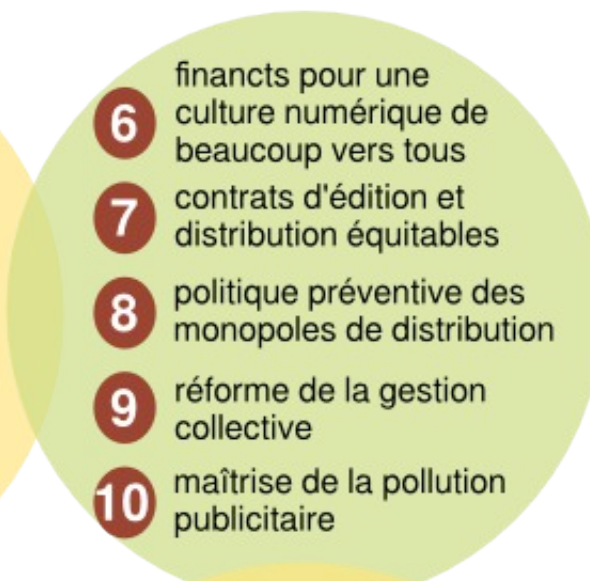 financts pour une
6 culture numérique de
beaucoup vers tous
7 contrats d'édition et
distribution équitables
8 politique préventive des
monopoles de distribution
9 réforme de la gestion
collective
10 maîtrise de la pollution
publicitaire